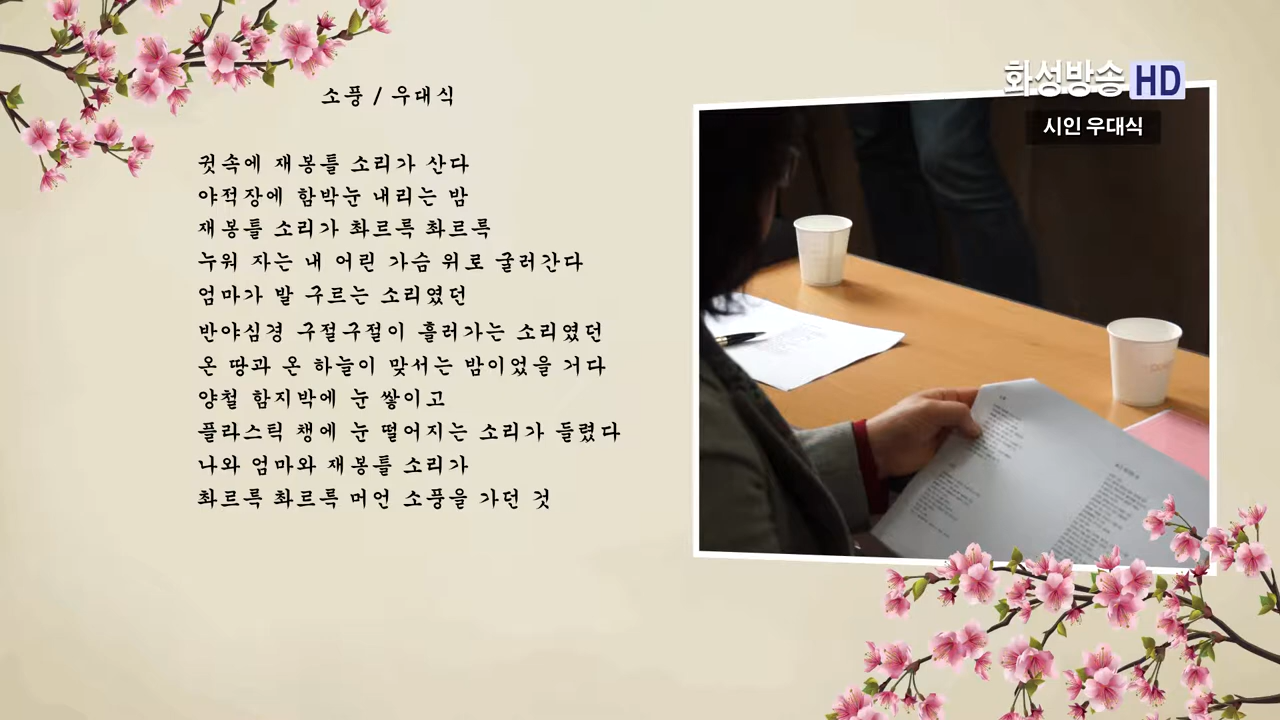 소풍 / 우대식
귓속에 재봉틀 소리가 산다
야적장에 함박눈 내리는 밤
재봉틀 소리가 화르륵 화르륵
누워 자는 내 어린 가슴 위로 굴러간다
엄마가 발 구르는 소리였던
반야심경 구절구절이 흘러가는 소리였던
온 땅과 온 하늘이 맞서는 밤이었을 거다
양철 함지박에 눈 쌓이고
플라스틱 챙에 눈 떨어지는 소리가 들렸다
나와 엄마와 재봉틀 소리가
화르륵 화르륵 머언 소풍을 가던 것
화성방송 HD
시인 우대식